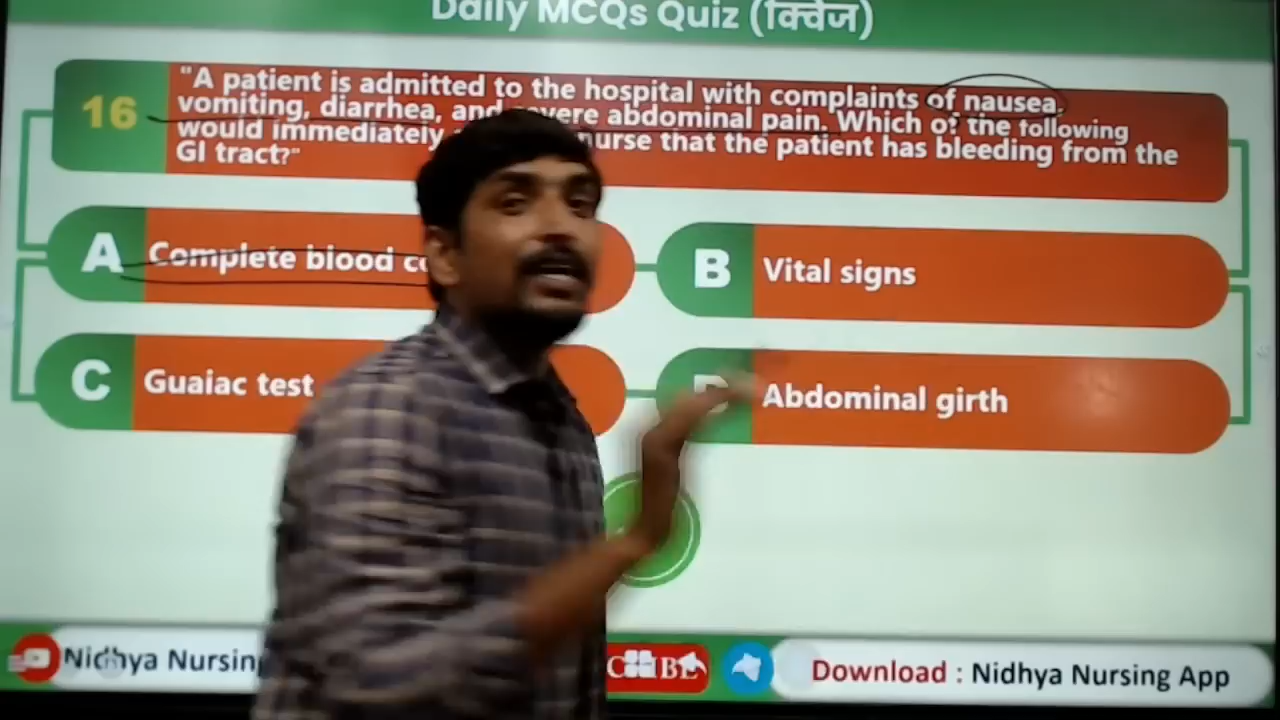 Daily MCQs Quiz (क्विज)
16
"A patient is admitted to the hospital with complaints of nausea,
vomiting, diarrhea, and severe abdominal pain. Which of the following
would immediately nurse that the patient has bleeding from the
GI tract?"
A Complete blood
B Vital signs
C Guaiac test
D Abdominal girth
Nidhya Nursing
Download : Nidhya Nursing App